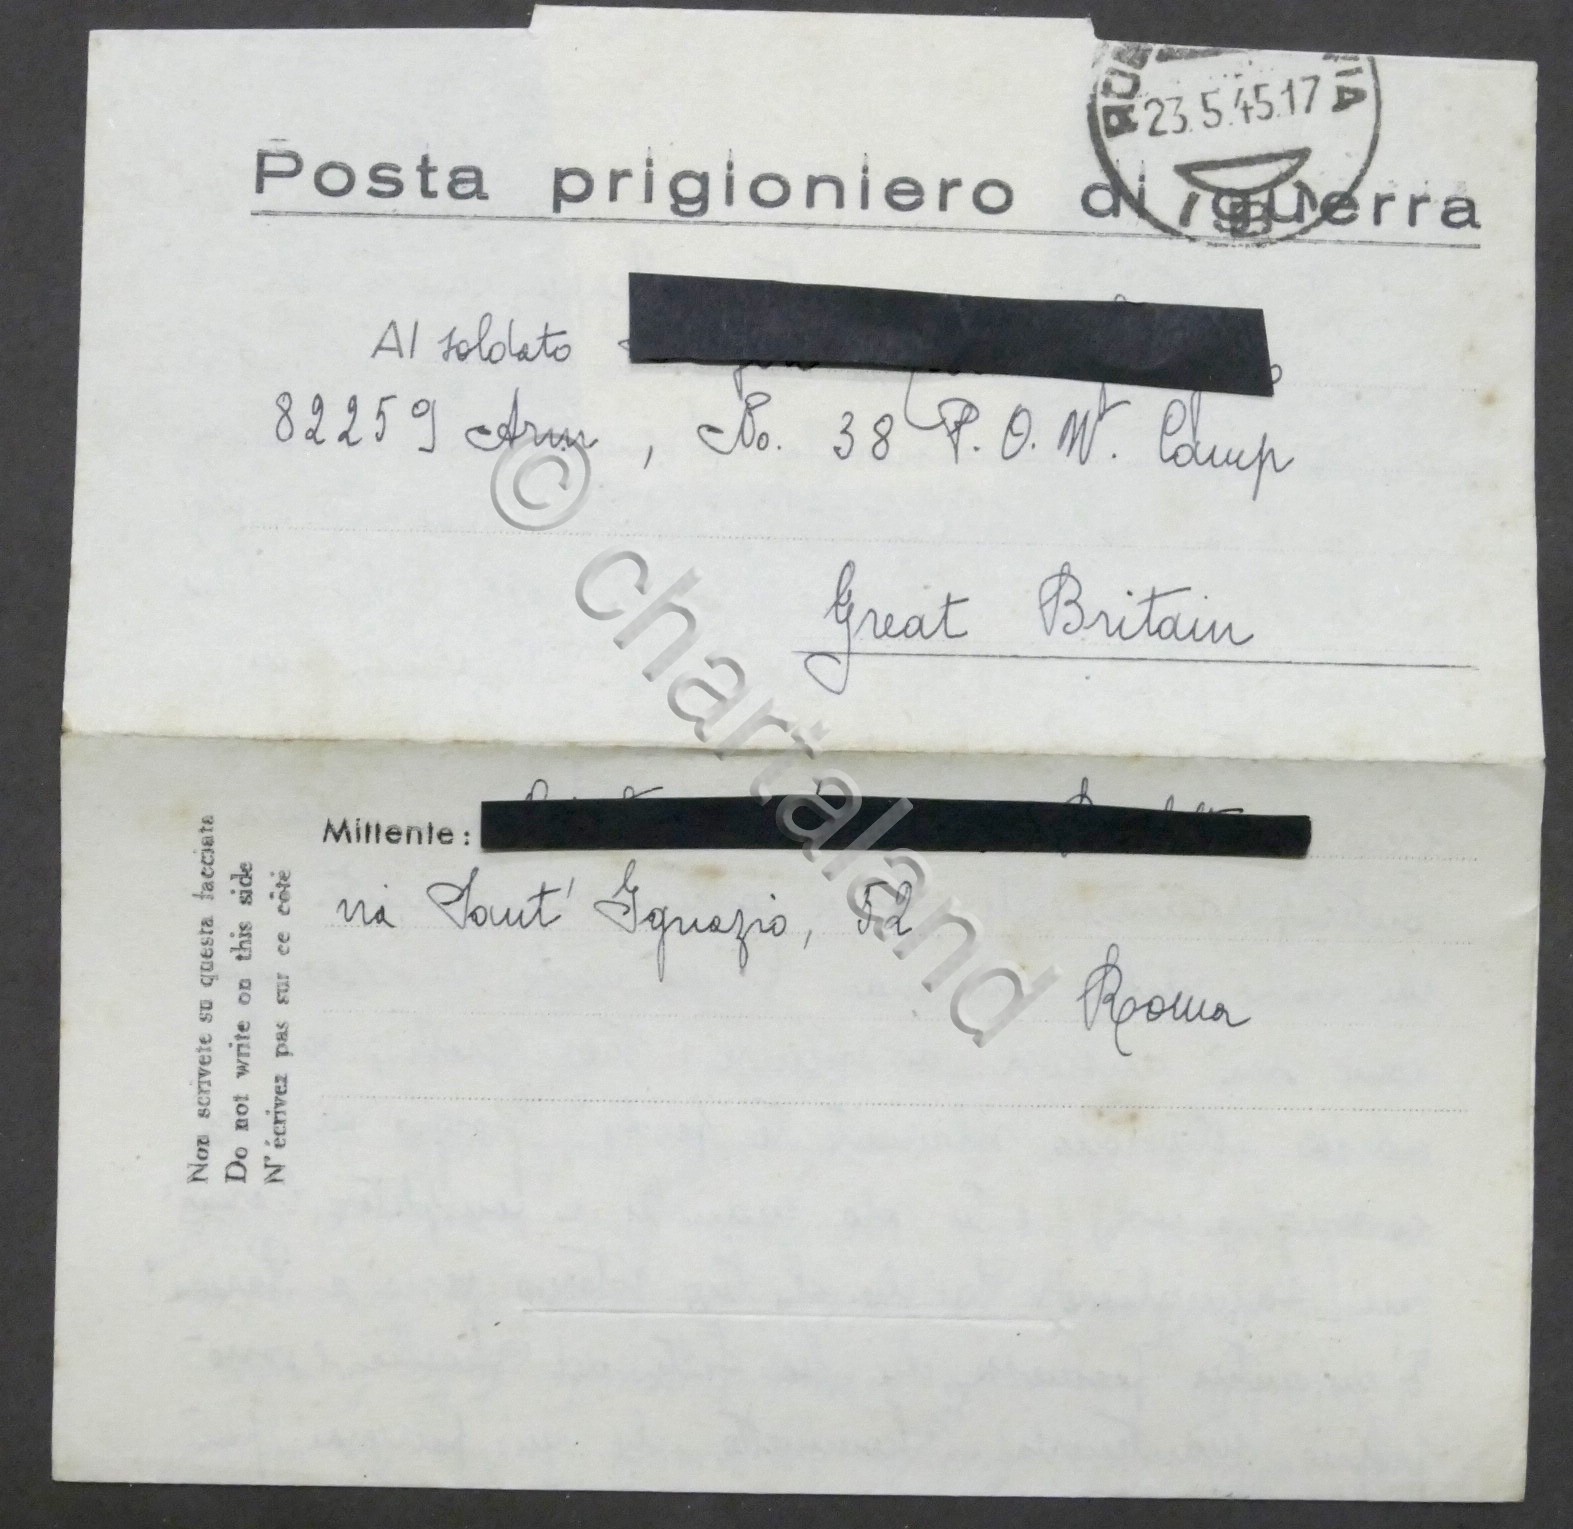 23.5.45.17
Posta prigioniero di guerra
Al soldato
82259 Arm, No. 38 P.O.W. Camp
Great Britain
Mittente:
via Sant' Ignazio, 52
Roma
Non scrivete su questa facciata
Do not write on this side
N'écrivez pas sur ce côté
© chartaland